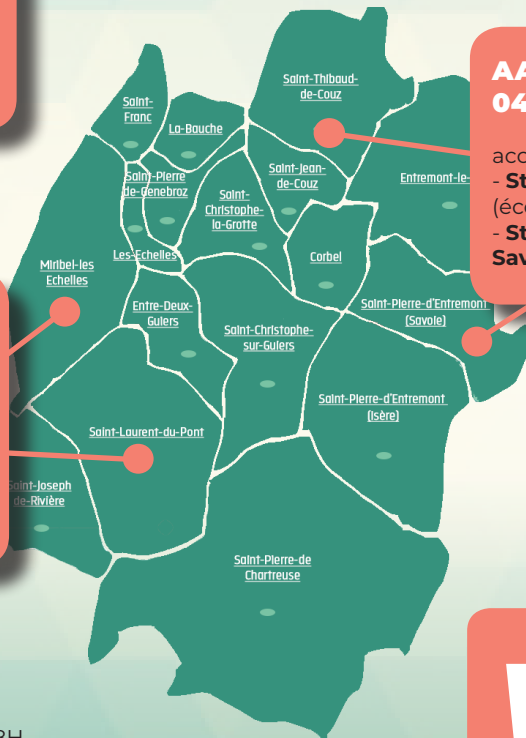 AA
04
Saint-Thibaud-
de-Couz
Saint-
Franc
La-Bauche
Saint-Jean-
de-Couz
Saint-Pierre
de-Genebroz
Entremont-le-
Saint-
Christophe-
la-Grotte
acc
- St
(éco
- St
Sav
Les-Echelles
Corbel
Miribel-les
Echelles
Entre-Deux-
Guiers
Saint-Pierre-d'Entremont
(Savoie)
Saint-Christophe-
sur-Guiers
Saint-Pierre-d'Entremont
(Isère)
Saint-Laurent-du-Pont
Saint-Joseph
de-Rivière
Saint-Pierre-de
Chartreuse